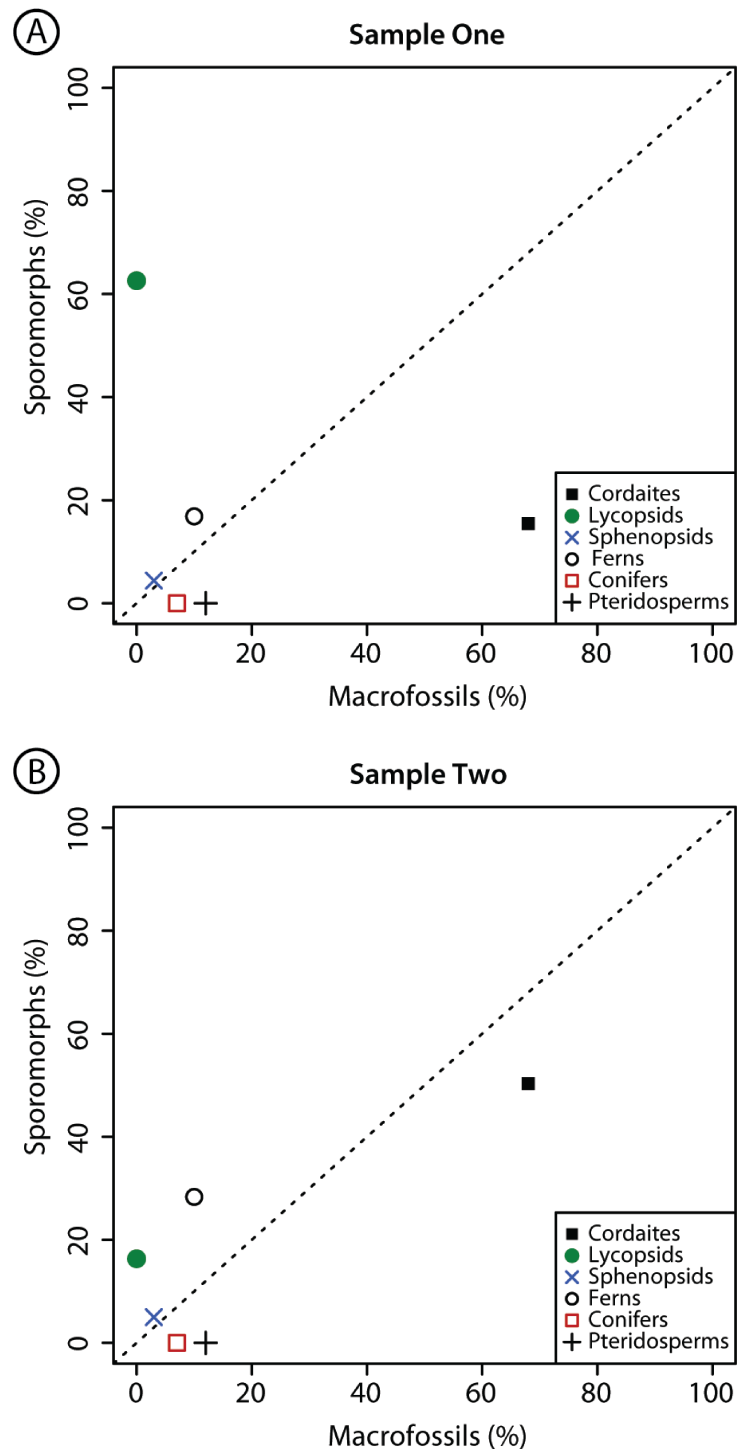 A
Sample One
Sporomorphs (%)
100
80
60
40
20
0
Cordaites
Lycopsids
Sphenopsids
Ferns
Conifers
Pteridosperms
0 20 40 60 80 100
Macrofossils (%)
B
Sample Two
Sporomorphs (%)
100
80
60
40
20
0
Cordaites
Lycopsids
Sphenopsids
Ferns
Conifers
Pteridosperms
0 20 40 60 80 100
Macrofossils (%)